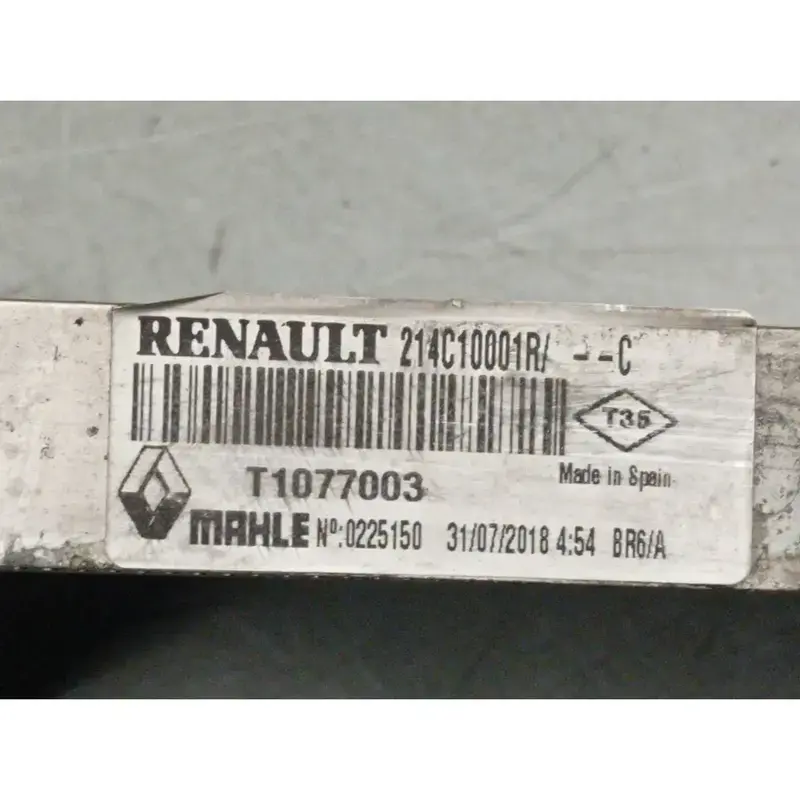 RENAULT 214C10001R/ --C
T35
T1077003
Made in Spain
MAHLE Nº:0225150 31/07/2018 4:54 BR6/A